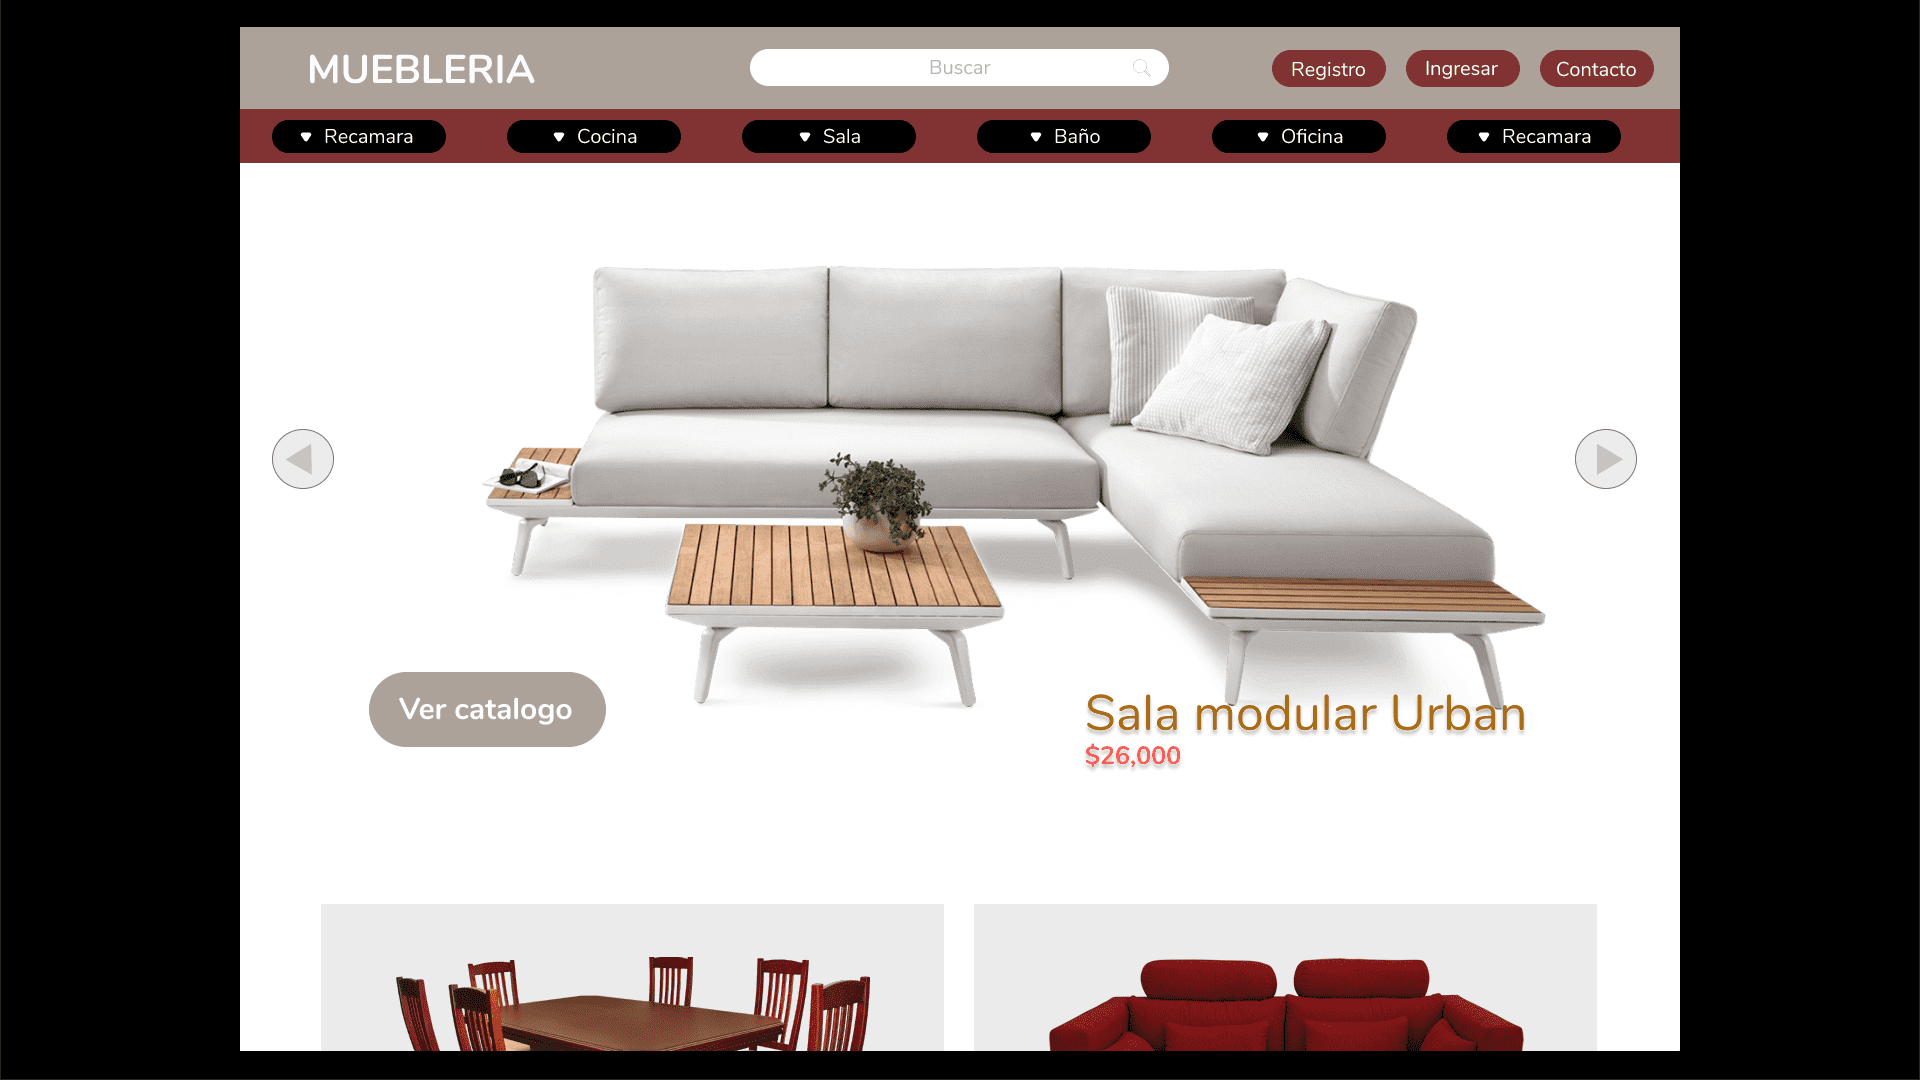 MUEBLERIA
Buscar
Registro
Ingresar
Contacto
Recamara
Cocina
Sala
Baño
Oficina
Recamara
Ver catalogo
Sala modular Urban
$26,000